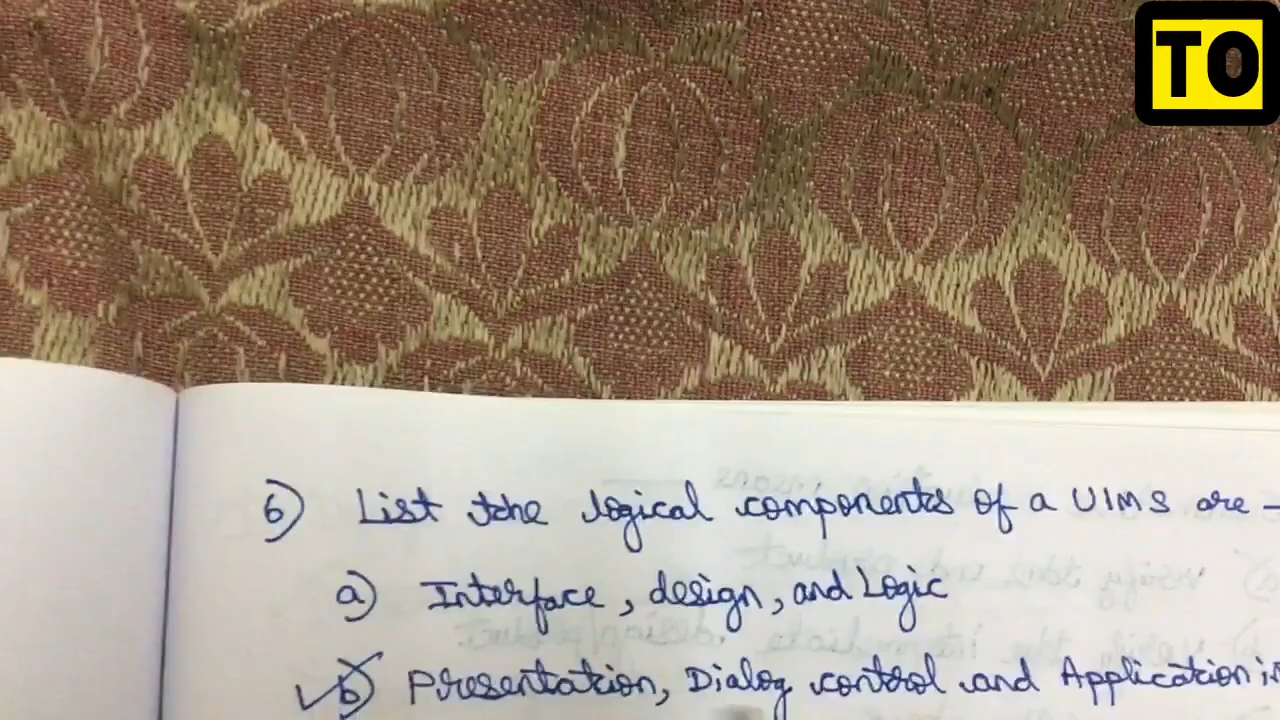 TO
6) List the logical components of a UIMS are -
a) Interface, design, and Logic
b) Presentation, Dialog control and Application